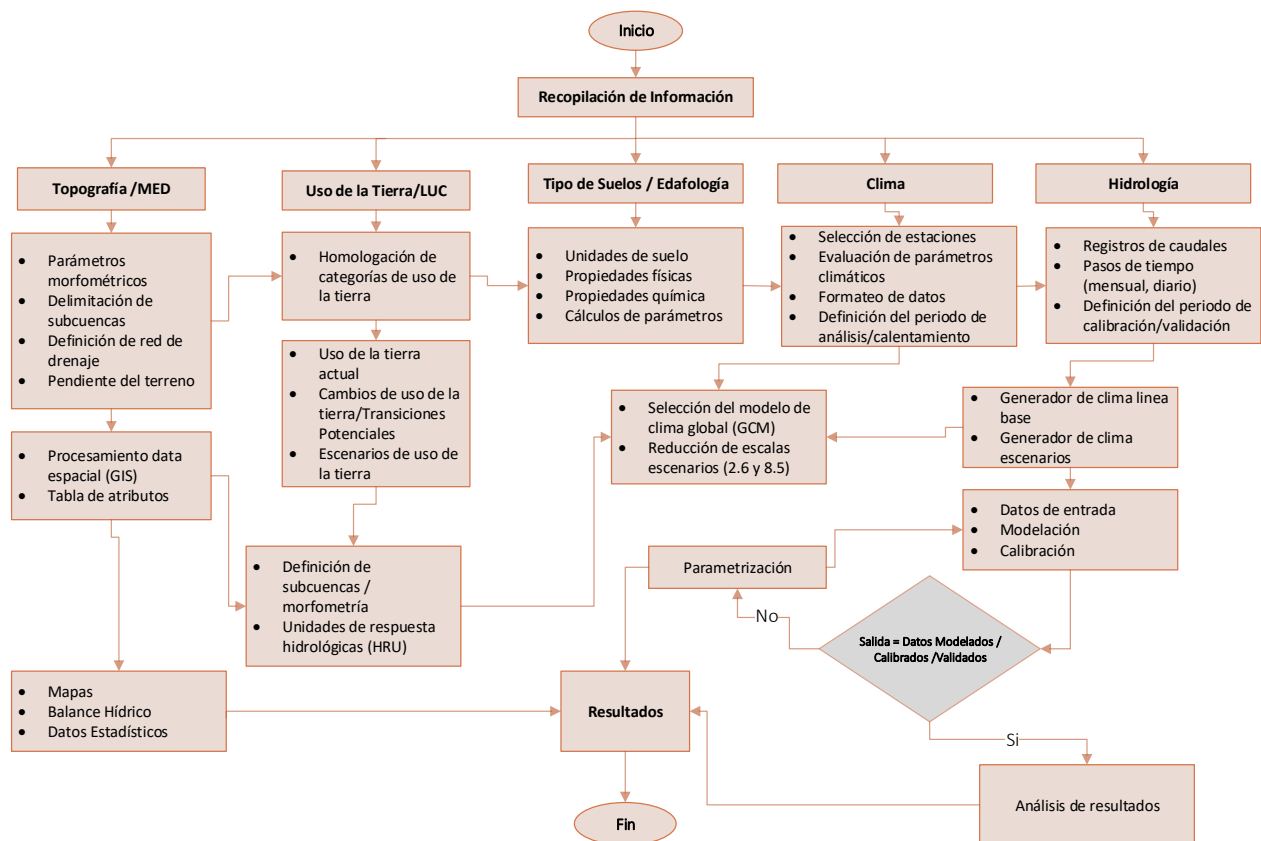 Inicio
Recopilación de Información
Topografía /MED
Uso de la Tierra/LUC
Tipo de Suelos / Edafología
Clima
Hidrología
• Parámetros
morfométricos
• Delimitación de
subcuencas
• Definición de red de
drenaje
• Pendiente del terreno
• Homologación de
categorías de uso de
la tierra
• Unidades de suelo
• Propiedades físicas
• Propiedades química
• Cálculos de parámetros
• Selección de estaciones
• Evaluación de parámetros
climáticos
• Formateo de datos
• Definición del periodo de
análisis/calentamiento
• Registros de caudales
• Pasos de tiempo
(mensual, diario)
• Definición del periodo de
calibración/validación
• Uso de la tierra
actual
• Cambios de uso de la
tierra/Transiciones
Potenciales
• Escenarios de uso de
la tierra
• Selección del modelo de
clima global (GCM)
• Reducción de escalas
escenarios (2.6 y 8.5)
• Generador de clima linea
base
• Generador de clima
escenarios
• Procesamiento data
espacial (GIS)
• Tabla de atributos
• Datos de entrada
• Modelación
• Calibración
• Definición de
subcuencas /
morfometría
• Unidades de respuesta
hidrológicas (HRU)
Parametrización
No
Salida = Datos Modelados /
Calibrados /Validados
• Mapas
• Balance Hídrico
• Datos Estadísticos
Resultados
Si
Análisis de resultados
Fin